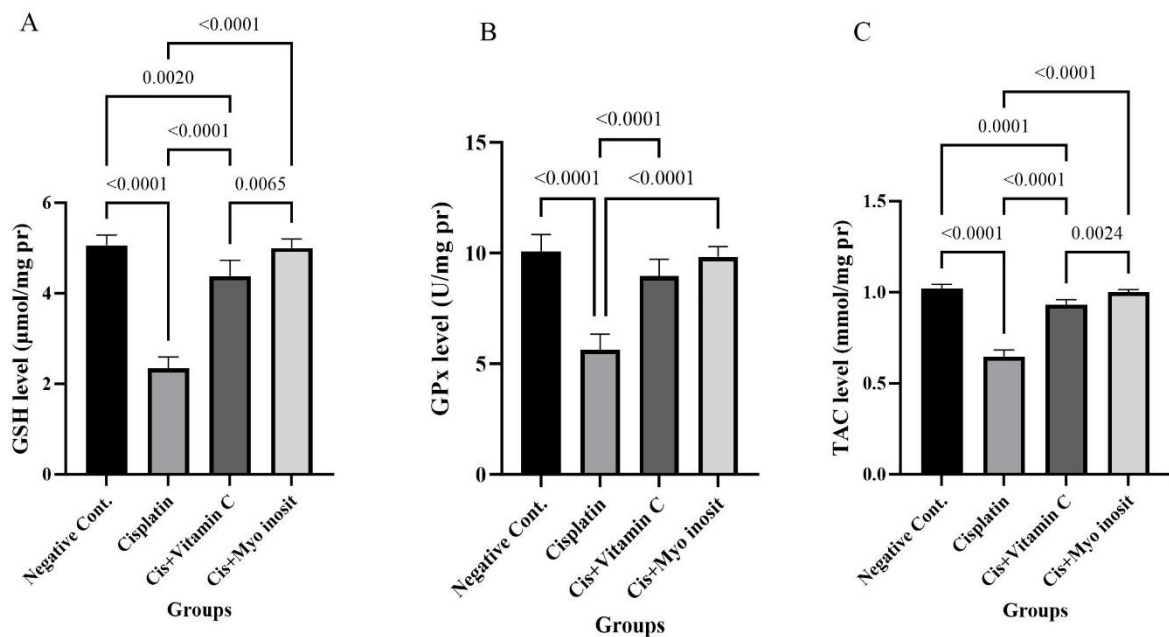 A
<0.0001
0.0020
<0.0001
<0.0001
0.0065
GSH level (µmol/mg pr)
6
4
2
0
Negative Cont.
Cisplatin
Cis+Vitamin C
Cis+Myo inosit
Groups
B
<0.0001
<0.0001
<0.0001
GPx level (U/mg pr)
15
10
5
0
Negative Cont.
Cisplatin
Cis+Vitamin C
Cis+Myo inosit
Groups
C
<0.0001
0.0001
<0.0001
<0.0001
0.0024
TAC level (mmol/mg pr)
1.5
1.0
0.5
0.0
Negative Cont.
Cisplatin
Cis+Vitamin C
Cis+Myo inosit
Groups